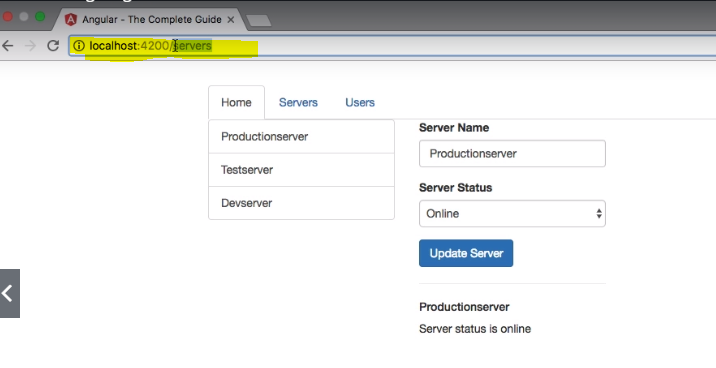 Angular - The Complete Guide
localhost:4200/servers
Home Servers Users
Productionserver
Testserver
Devserver
Server Name
Productionserver
Server Status
Online
Update Server
Productionserver
Server status is online